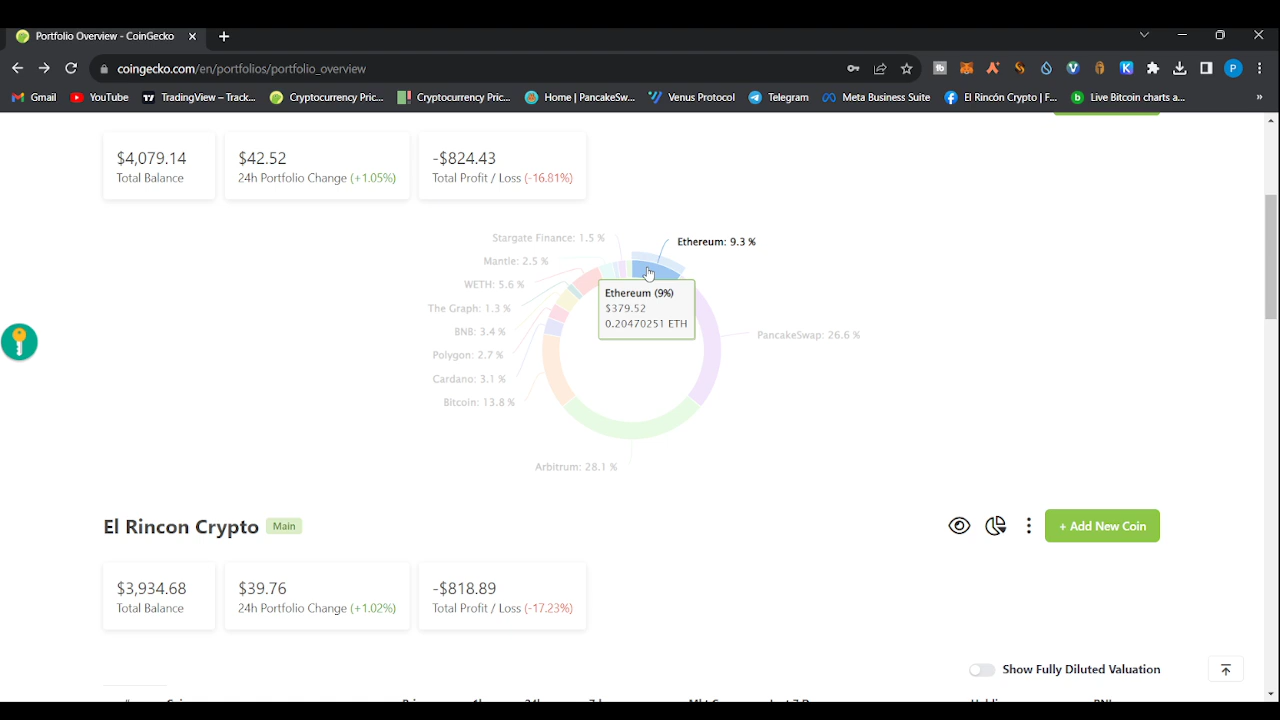 Portfolio Overview - CoinGecko
coingecko.com/en/portfolios/portfolio_overview
P
Gmail YouTube TradingView – Track... Cryptocurrency Pric... Cryptocurrency Pric... Home | PancakeSw... Venus Protocol Telegram Meta Business Suite El Rincón Crypto | F... Live Bitcoin charts a... »
$4,079.14 $42.52 -$824.43
Total Balance 24h Portfolio Change (+1.05%) Total Profit / Loss (-16.81%)
Stargate Finance: 1.5 % Ethereum: 9.3 %
Mantle: 2.5 %
WETH: 5.6 %
Ethereum (9%)
$379.52
0.20470251 ETH
The Graph: 1.3 %
BNB: 3.4 % PancakeSwap: 26.6 %
Polygon: 2.7 %
Cardano: 3.1 %
Bitcoin: 13.8 %
Arbitrum: 28.1 %
El Rincon Crypto Main + Add New Coin
$3,934.68 $39.76 -$818.89
Total Balance 24h Portfolio Change (+1.02%) Total Profit / Loss (-17.23%)
Show Fully Diluted Valuation